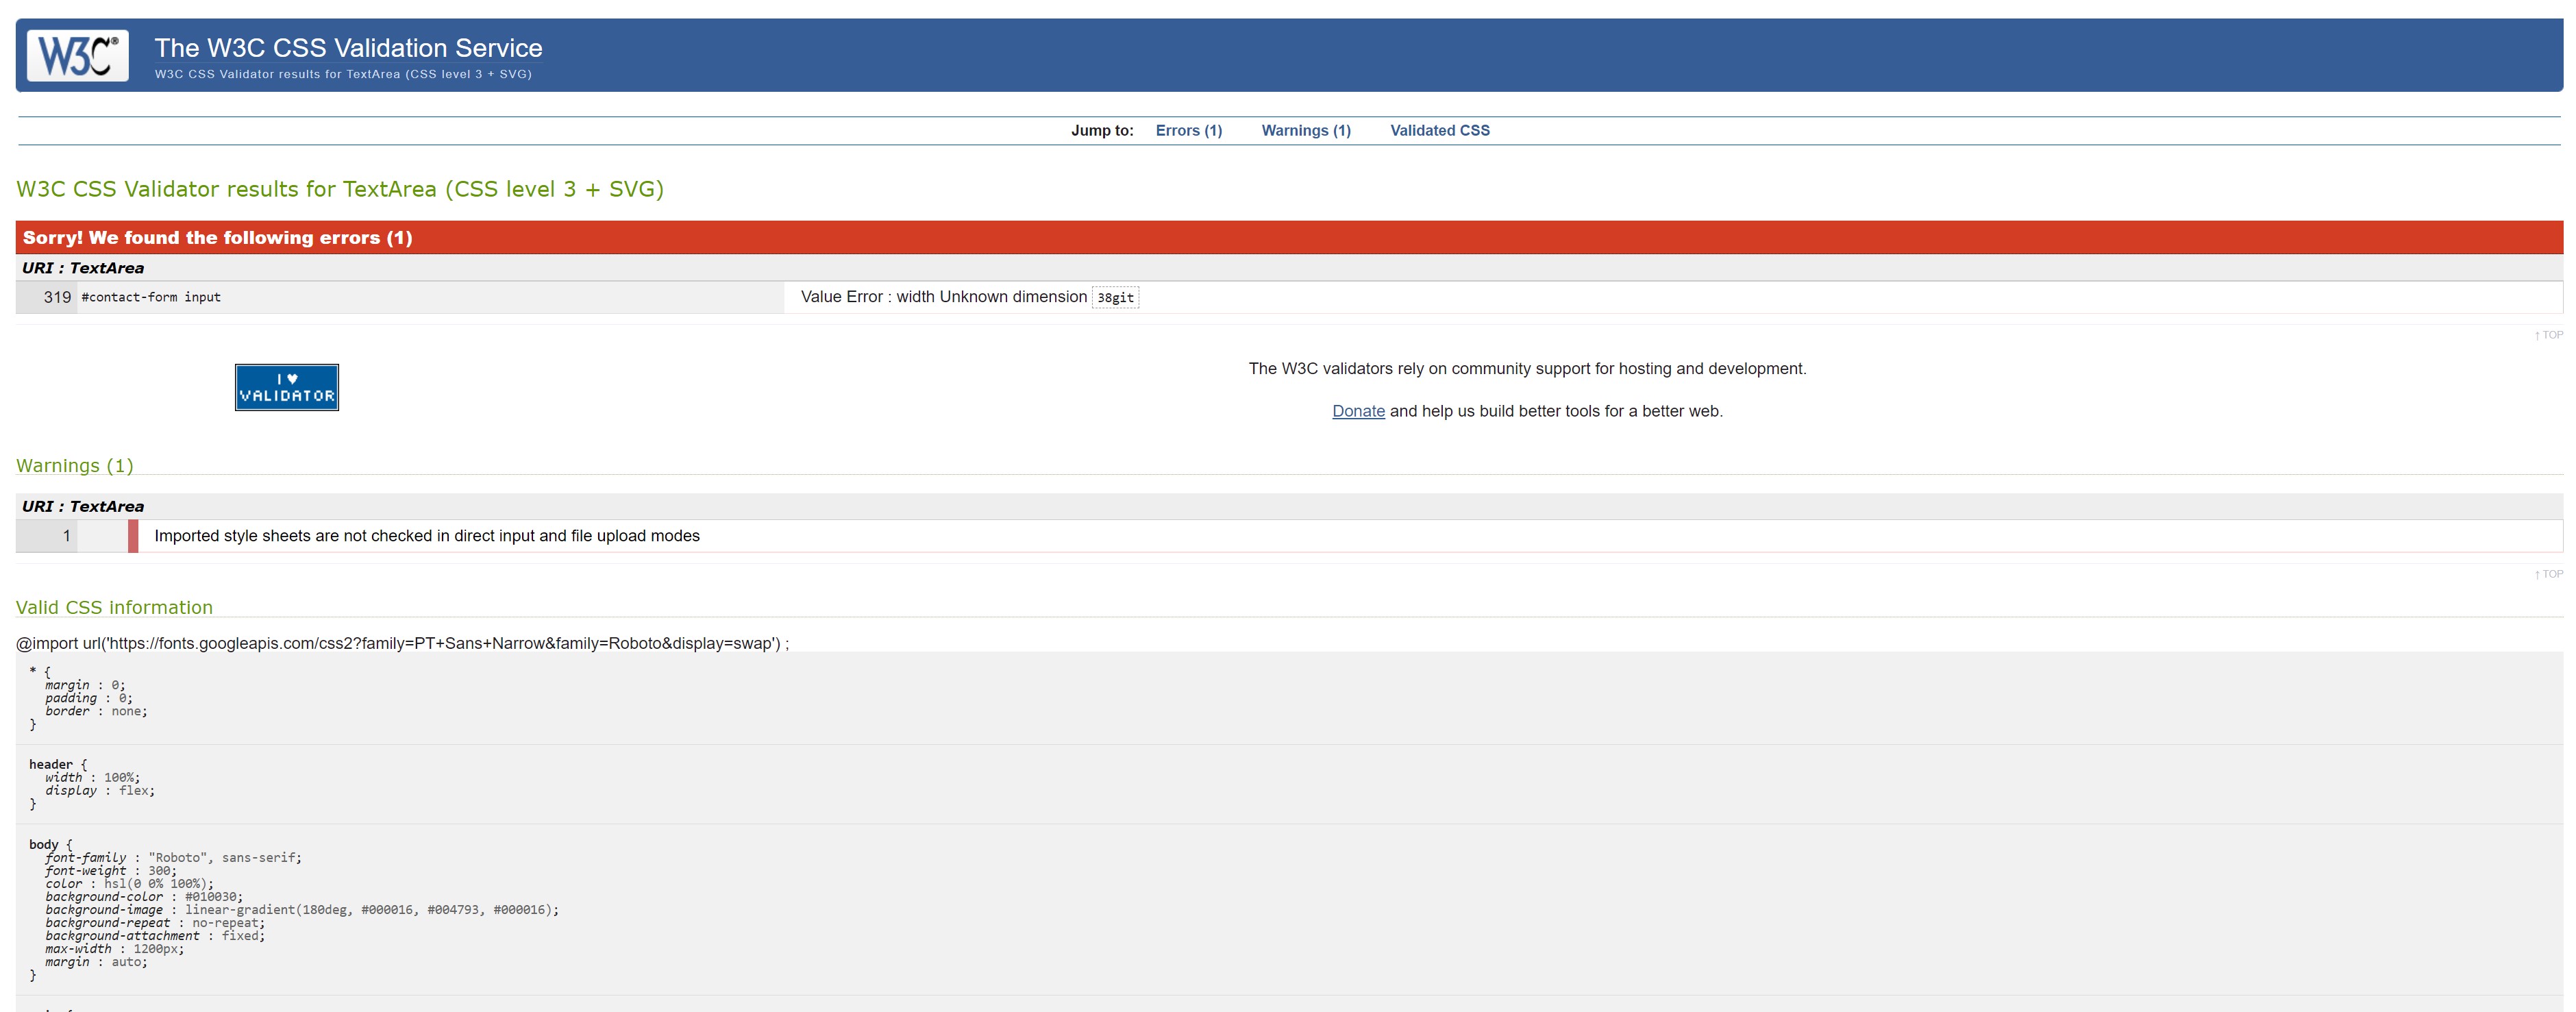 W3C®
The W3C CSS Validation Service
W3C CSS Validator results for TextArea (CSS level 3 + SVG)
Jump to: Errors (1) Warnings (1) Validated CSS
W3C CSS Validator results for TextArea (CSS level 3 + SVG)
Sorry! We found the following errors (1)
URI : TextArea
319 #contact-form input Value Error : width Unknown dimension 38git
↑ TOP
I ♥
VALIDATOR
The W3C validators rely on community support for hosting and development.
Donate and help us build better tools for a better web.
Warnings (1)
URI : TextArea
1 Imported style sheets are not checked in direct input and file upload modes
↑ TOP
Valid CSS information
@import url('https://fonts.googleapis.com/css2?family=PT+Sans+Narrow&family=Roboto&display=swap') ;
* {
margin : 0;
padding : 0;
border : none;
}
header {
width : 100%;
display : flex;
}
body {
font-family : "Roboto", sans-serif;
font-weight : 300;
color : hsl(0 0% 100%);
background-color : #010030;
background-image : linear-gradient(180deg, #000016, #004793, #000016);
background-repeat : no-repeat;
background-attachment : fixed;
max-width : 1200px;
margin : auto;
}